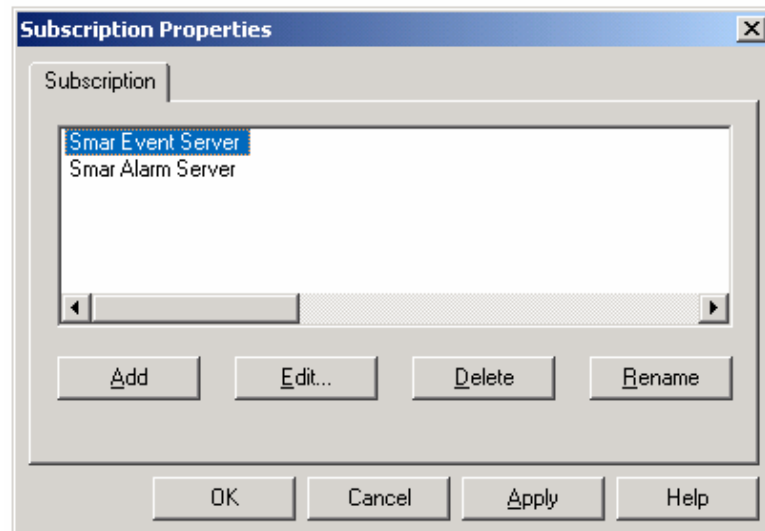 Subscription Properties
Subscription
Smar Event Server
Smar Alarm Server
Add Edit... Delete Rename
OK Cancel Apply Help